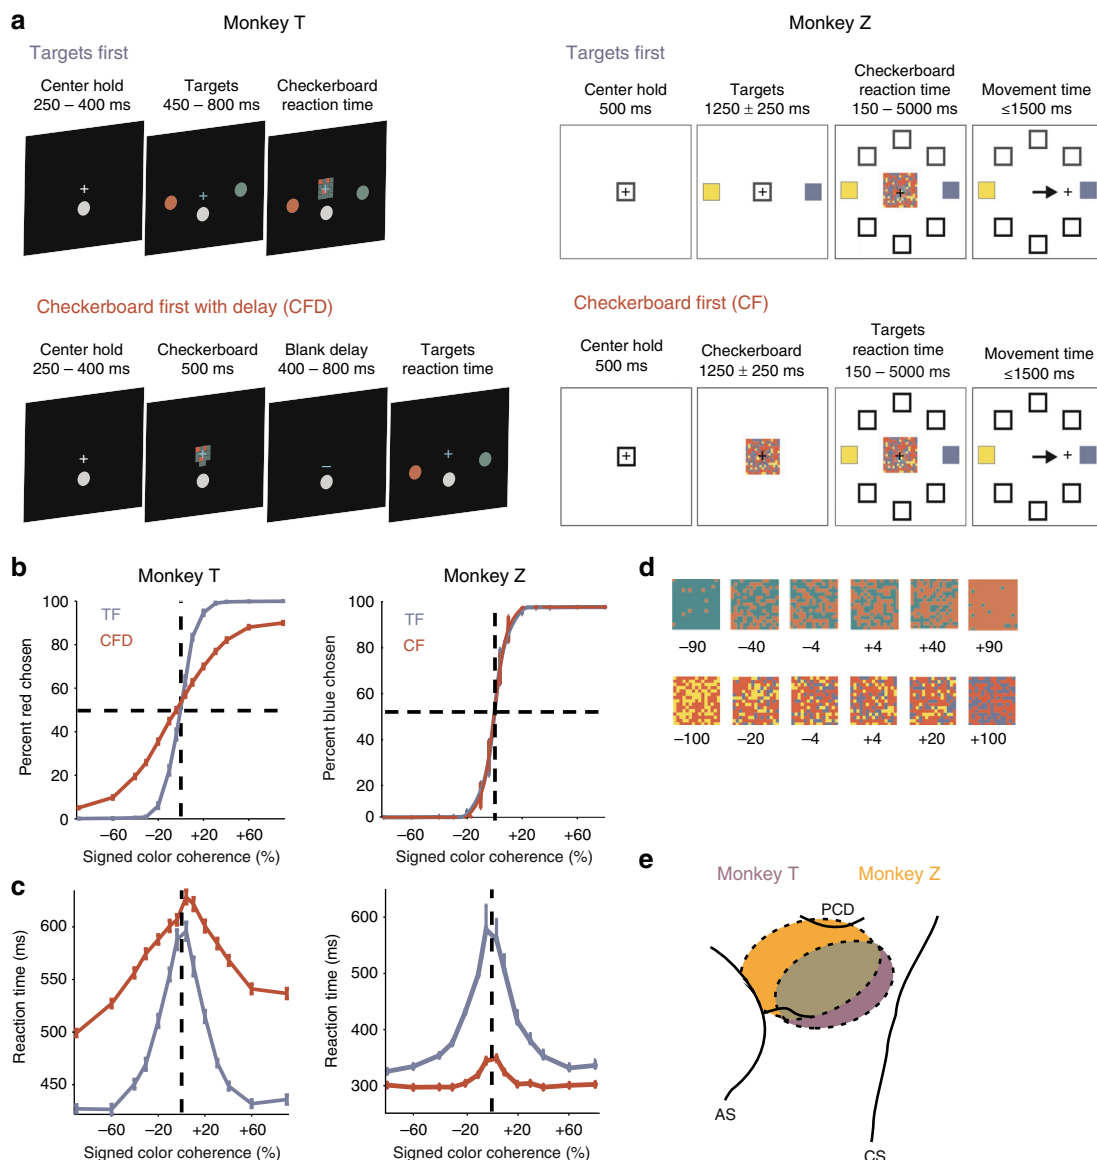 a
Monkey T
Monkey Z
Targets first
Center hold
250 – 400 ms
Targets
450 – 800 ms
Checkerboard
reaction time
Targets first
Center hold
500 ms
Targets
1250 ± 250 ms
Checkerboard
reaction time
150 – 5000 ms
Movement time
≤1500 ms
Checkerboard first with delay (CFD)
Center hold
250 – 400 ms
Checkerboard
500 ms
Blank delay
400 – 800 ms
Targets
reaction time
Checkerboard first (CF)
Center hold
500 ms
Checkerboard
1250 ± 250 ms
Targets
reaction time
150 – 5000 ms
Movement time
≤1500 ms
b
Monkey T
Percent red chosen
100
80
60
40
20
0
TF
CFD
–60
–20
+20
+60
Signed color coherence (%)
Monkey Z
Percent blue chosen
100
80
60
40
20
0
TF
CF
–60
–20
+20
+60
Signed color coherence (%)
c
Reaction time (ms)
600
550
500
450
–60
–20
+20
+60
Signed color coherence (%)
Reaction time (ms)
600
500
400
300
–60
–20
+20
+60
Signed color coherence (%)
d
–90
–40
–4
+4
+40
+90
–100
–20
–4
+4
+20
+100
e
Monkey T
Monkey Z
PCD
AS
CS